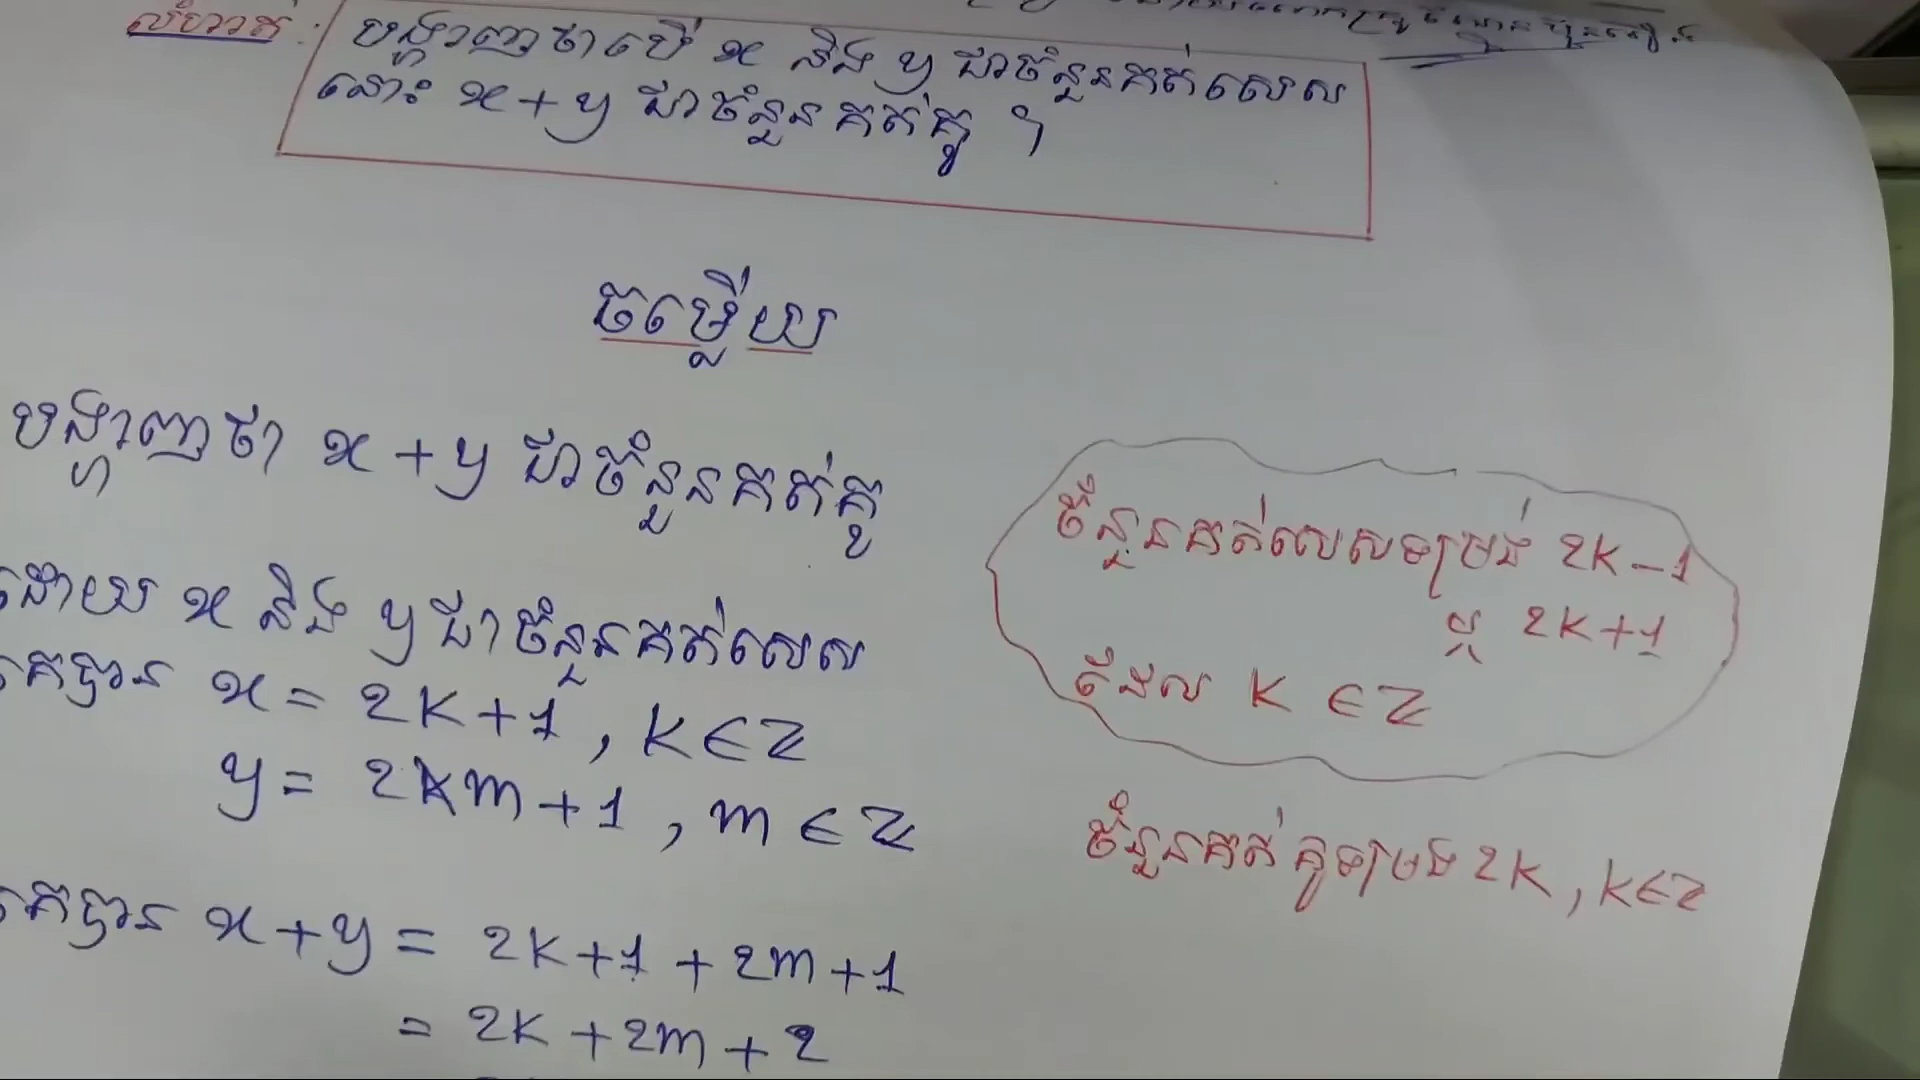 លំហាត់ : បង្ហាញថាបើ x និង y ជាចំនួនគត់សេស
នោះ x + y ជាចំនួនគត់គូ ។
ចម្លើយ
បង្ហាញថា x + y ជាចំនួនគត់គូ
ដោយ x និង y ជាចំនួនគត់សេស
គេបាន x = 2K + 1 , K ∈ Z
y = 2m + 1 , m ∈ Z
គេបាន x + y = 2K + 1 + 2m + 1
= 2K + 2m + 2
ចំនួនគត់សេសទម្រង់ 2K - 1
ឬ 2K + 1
ដែល K ∈ Z
ចំនួនគត់គូទម្រង់ 2K , K ∈ Z